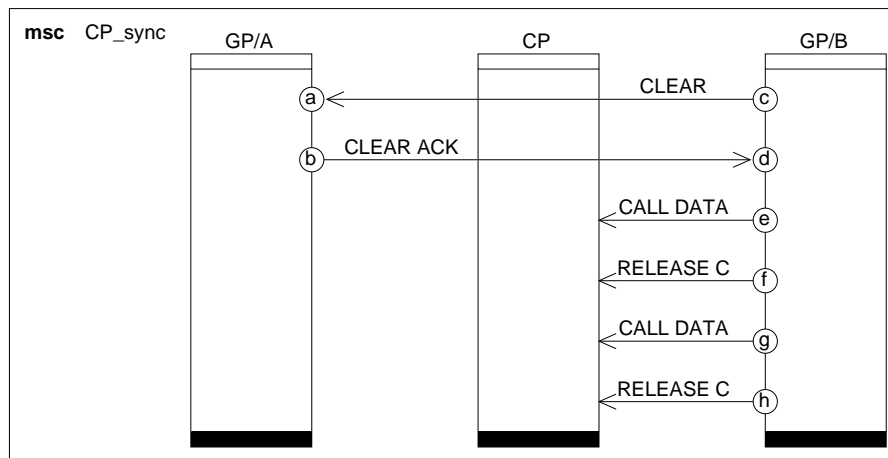 msc CP_sync
GP/A CP GP/B
a CLEAR c
b CLEAR ACK d
CALL DATA e
RELEASE C f
CALL DATA g
RELEASE C h